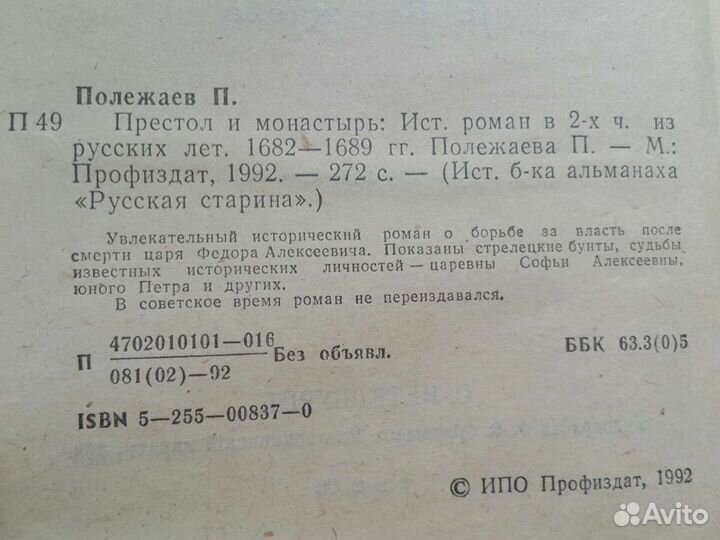 Полежаев П.
П 49 Престол и монастырь: Ист. роман в 2-х ч. из
русских лет. 1682—1689 гг. Полежаева П. — М.:
Профиздат, 1992. — 272 с. — (Ист. б-ка альманаха
«Русская старина».)
Увлекательный исторический роман о борьбе за власть после
смерти царя Федора Алексеевича. Показаны стрелецкие бунты, судьбы
известных исторических личностей — царевны Софьи Алексеевны,
юного Петра и других.
В советское время роман не переиздавался.
П 4702010101—016
081(02)—92
Без объявл.
ББК 63.3(0)5
ISBN 5—255—00837—0
© ИПО Профиздат, 1992
Avito